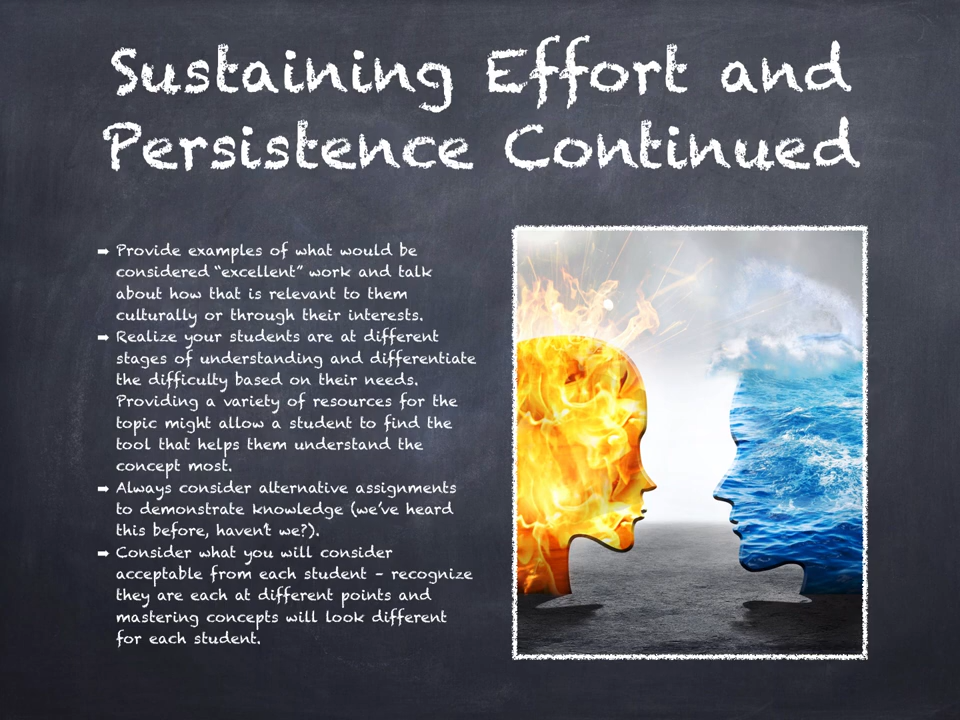 Sustaining Effort and
Persistence Continued
➡ Provide examples of what would be
considered “excellent” work and talk
about how that is relevant to them
culturally or through their interests.
➡ Realize your students are at different
stages of understanding and differentiate
the difficulty based on their needs.
Providing a variety of resources for the
topic might allow a student to find the
tool that helps them understand the
concept most.
➡ Always consider alternative assignments
to demonstrate knowledge (we’ve heard
this before, haven’t we?).
➡ Consider what you will consider
acceptable from each student – recognize
they are each at different points and
mastering concepts will look different
for each student.